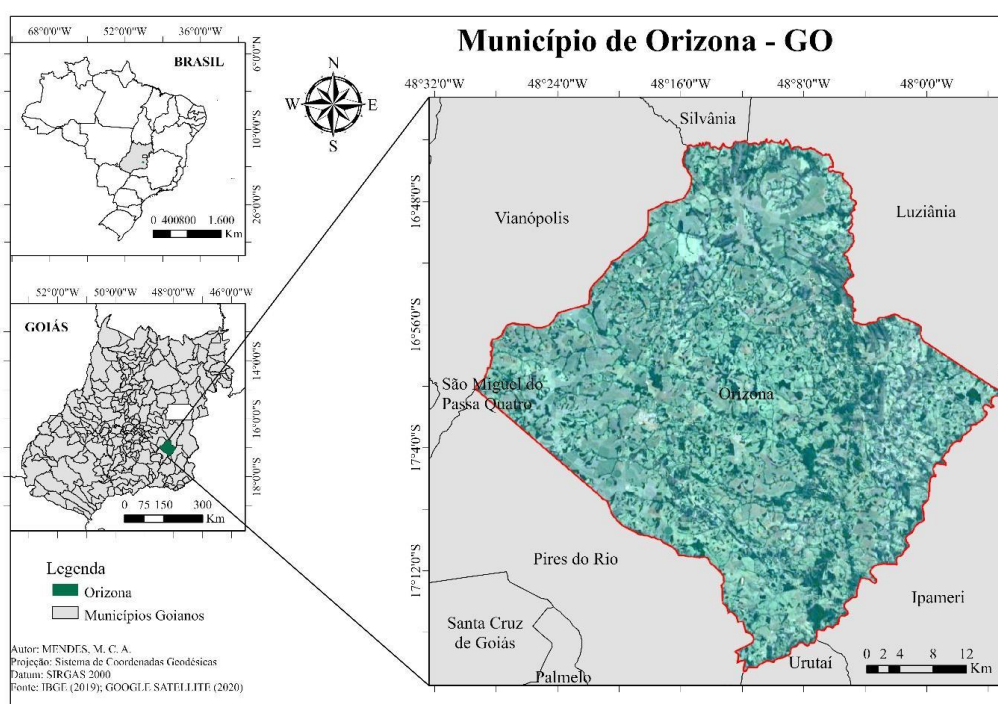 Município de Orizona - GO
68°0'0"W 52°0'0"W 36°0'0"W
6°0'0"N
10°0'0"S
26°0'0"S
BRASIL
0 400800 1.600
Km
N
W E
S
52°0'0"W 50°0'0"W 48°0'0"W 46°0'0"W
14°0'0"S
16°0'0"S
18°0'0"S
GOIÁS
0 75 150 300
Km
Legenda
Orizona
Municípios Goianos
Autor: MENDES, M. C. A.
Projeção: Sistema de Coordenadas Geodésicas
Datum: SIRGAS 2000
Fonte: IBGE (2019); GOOGLE SATELLITE (2020)
48°32'0"W 48°24'0"W 48°16'0"W 48°8'0"W 48°0'0"W
16°48'0"S
16°56'0"S
17°4'0"S
17°12'0"S
Silvânia
Vianópolis
Luziânia
São Miguel do
Passa Quatro
Orizona
Pires do Rio
Ipameri
Santa Cruz
de Goiás
Urutaí
Palmelo
0 2 4 8 12
Km